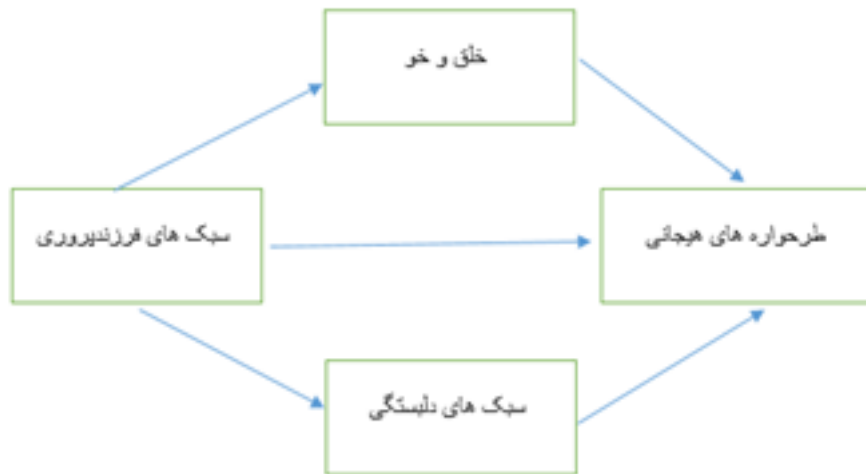 خلق و خو
سبک های فرزندپروری
طرحواره های هیجانی
سبک های دلبستگی